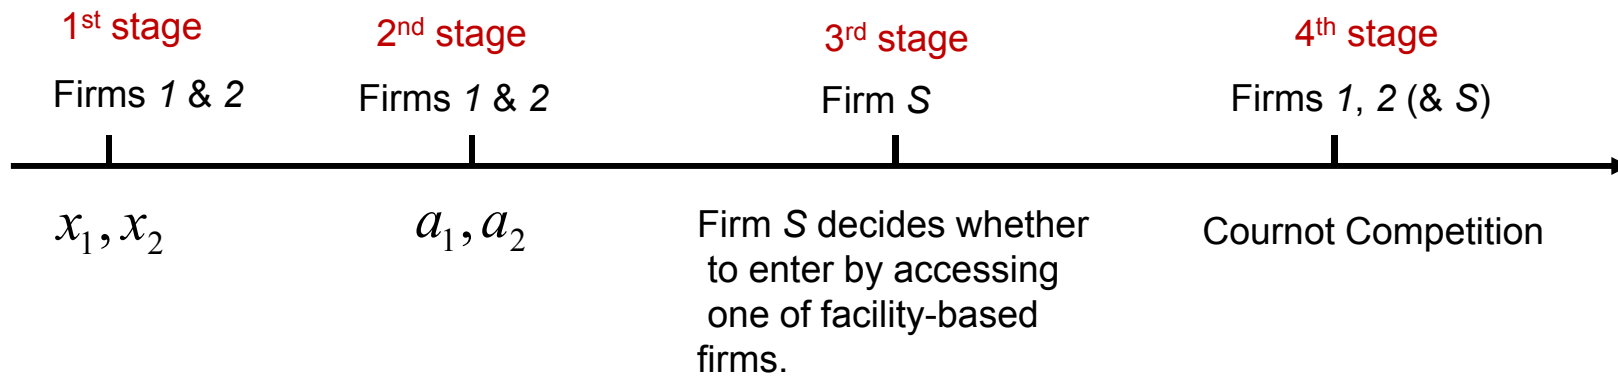 1st stage
2nd stage
3rd stage
4th stage
Firms 1 & 2
Firms 1 & 2
Firm S
Firms 1, 2 (& S)
x1, x2
a1, a2
Firm S decides whether
to enter by accessing
one of facility-based
firms.
Cournot Competition